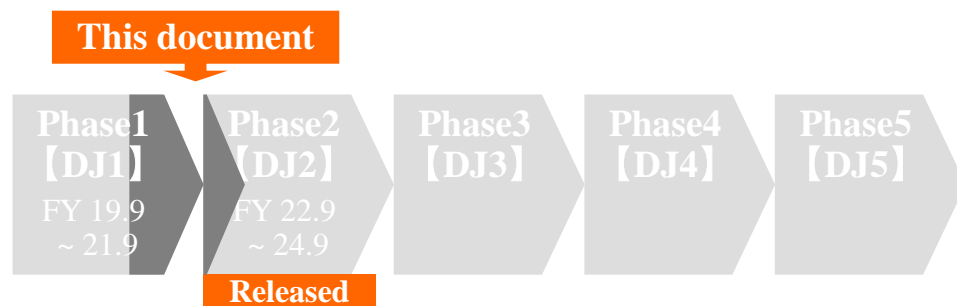 This document
Phase1
【DJ1】
FY 19.9
~ 21.9
Phase2
【DJ2】
FY 22.9
~ 24.9
Phase3
【DJ3】
Phase4
【DJ4】
Phase5
【DJ5】
Released